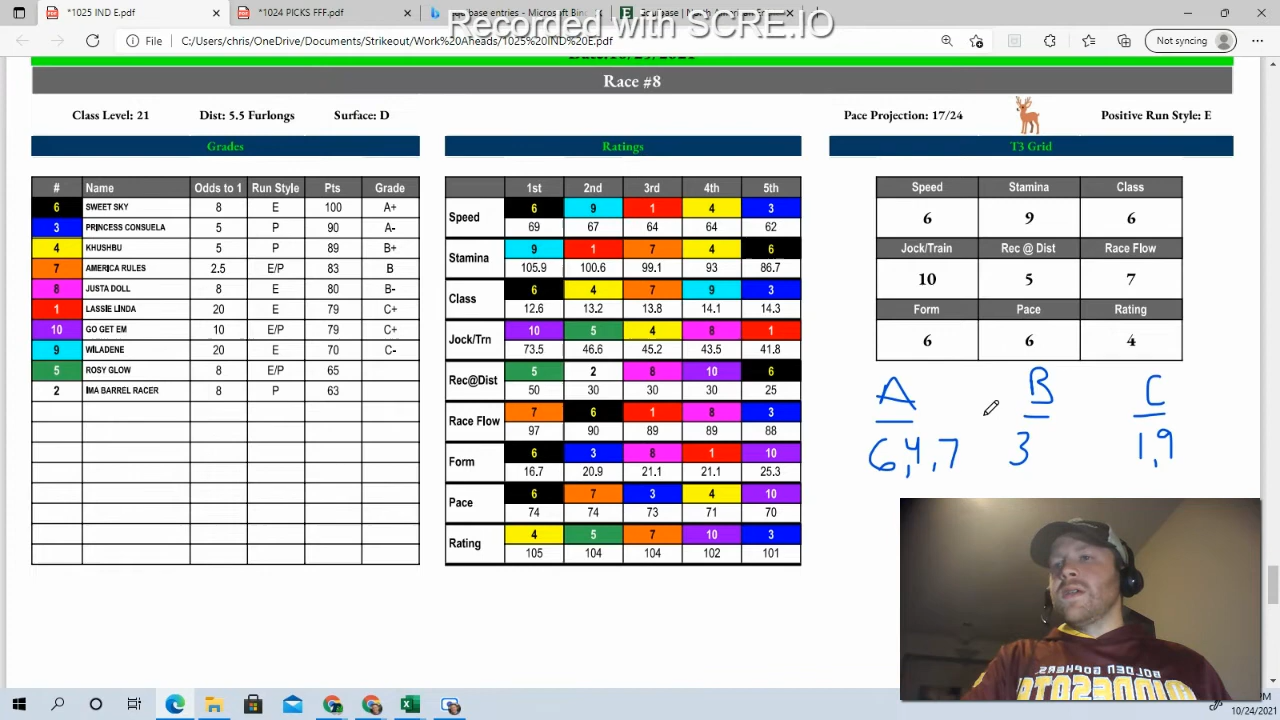 *1025 IND E.pdf
*1024 PICKS FFF.pdf
Recorded with SCRE.IO
File
C:/Users/chris/OneDrive/Documents/Strikeout/Work%20Aheads/1025%20IND%20E.pdf
Not syncing
Race #8
Class Level: 21 Dist: 5.5 Furlongs Surface: D
Pace Projection: 17/24 Positive Run Style: E
Grades
# Name Odds to 1 Run Style Pts Grade
6 SWEET SKY 8 E 100 A+
3 PRINCESS CONSUELA 5 P 90 A-
4 KHUSHBU 5 P 89 B+
7 AMERICA RULES 2.5 E/P 83 B
8 JUSTA DOLL 8 E 80 B-
1 LASSIE LINDA 20 E 79 C+
10 GO GET EM 10 E/P 79 C+
9 WILADENE 20 E 70 C-
5 ROSY GLOW 8 E/P 65
2 IMA BARREL RACER 8 P 63
Ratings
1st 2nd 3rd 4th 5th
Speed
6 9 1 4 3
69 67 64 64 62
Stamina
9 1 7 4 6
105.9 100.6 99.1 93 86.7
Class
6 4 7 9 3
12.6 13.2 13.8 14.1 14.3
Jock/Trn
10 5 4 8 1
73.5 46.6 45.2 43.5 41.8
Rec@Dist
5 2 8 10 6
50 30 30 30 25
Race Flow
7 6 1 8 3
97 90 89 89 88
Form
6 3 8 1 10
16.7 20.9 21.1 21.1 25.3
Pace
6 7 3 4 10
74 74 73 71 70
Rating
4 5 7 10 3
105 104 104 102 101
T3 Grid
Speed Stamina Class
6 9 6
Jock/Train Rec @ Dist Race Flow
10 5 7
Form Pace Rating
6 6 4
A B C
6,4,7 3 1,9
10/24/2021